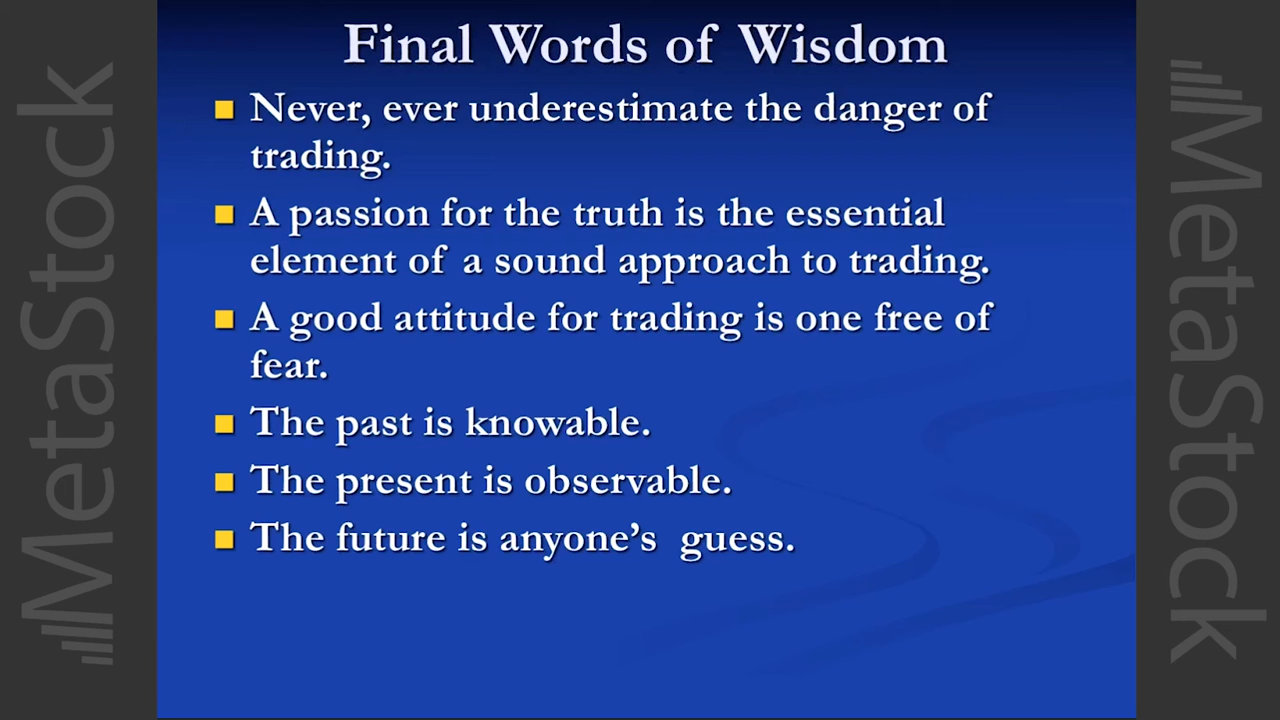 Final Words of Wisdom
Never, ever underestimate the danger of
trading.
A passion for the truth is the essential
element of a sound approach to trading.
A good attitude for trading is one free of
fear.
The past is knowable.
The present is observable.
The future is anyone’s guess.
MetaStock
MetaStock